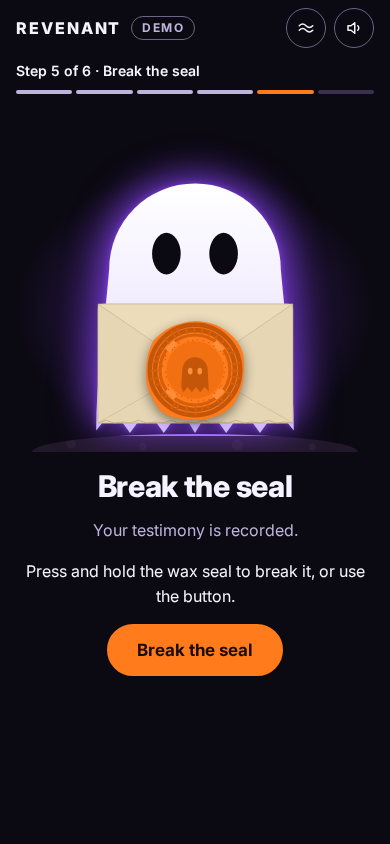 REVENANT DEMO
Step 5 of 6 · Break the seal
Break the seal
Your testimony is recorded.
Press and hold the wax seal to break it, or use
the button.
Break the seal